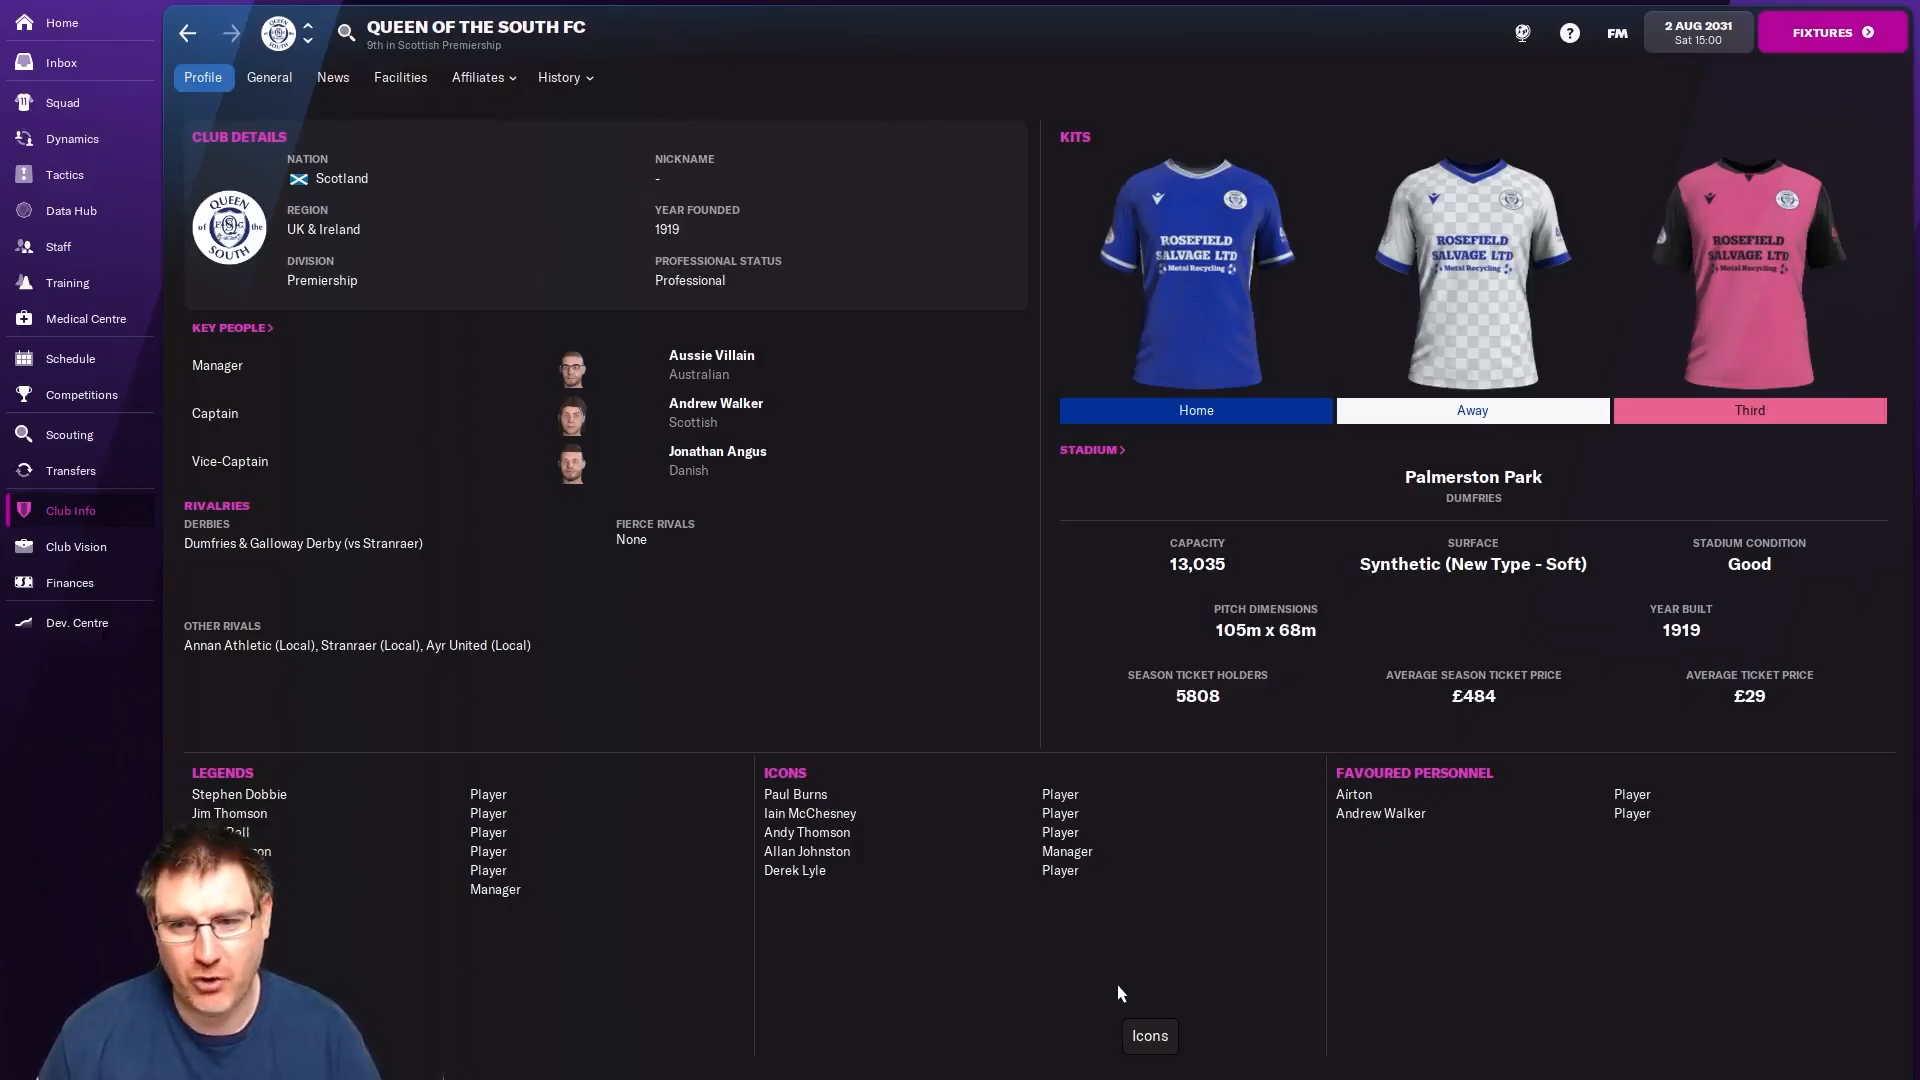 Home
Inbox
Squad
Dynamics
Tactics
Data Hub
Staff
Training
Medical Centre
Schedule
Competitions
Scouting
Transfers
Club Info
Club Vision
Finances
Dev. Centre
QUEEN OF THE SOUTH FC
9th in Scottish Premiership
FM
2 AUG 2031
Sat 15:00
FIXTURES
Profile General News Facilities Affiliates History
CLUB DETAILS
QUEEN of the SOUTH
NATION
Scotland
NICKNAME
-
REGION
UK & Ireland
YEAR FOUNDED
1919
DIVISION
Premiership
PROFESSIONAL STATUS
Professional
KEY PEOPLE
Manager
Aussie Villain
Australian
Captain
Andrew Walker
Scottish
Vice-Captain
Jonathan Angus
Danish
RIVALRIES
DERBIES
Dumfries & Galloway Derby (vs Stranraer)
FIERCE RIVALS
None
OTHER RIVALS
Annan Athletic (Local), Stranraer (Local), Ayr United (Local)
KITS
ROSEFIELD
SALVAGE LTD
Metal Recycling
ROSEFIELD
SALVAGE LTD
Metal Recycling
ROSEFIELD
SALVAGE LTD
Metal Recycling
Home Away Third
STADIUM
Palmerston Park
DUMFRIES
CAPACITY
13,035
SURFACE
Synthetic (New Type - Soft)
STADIUM CONDITION
Good
PITCH DIMENSIONS
105m x 68m
YEAR BUILT
1919
SEASON TICKET HOLDERS
5808
AVERAGE SEASON TICKET PRICE
£484
AVERAGE TICKET PRICE
£29
LEGENDS
Stephen Dobbie Player
Jim Thomson Player
Player
Player
Player
Manager
ICONS
Paul Burns Player
Iain McChesney Player
Andy Thomson Player
Allan Johnston Manager
Derek Lyle Player
FAVOURED PERSONNEL
Aírton Player
Andrew Walker Player
Icons